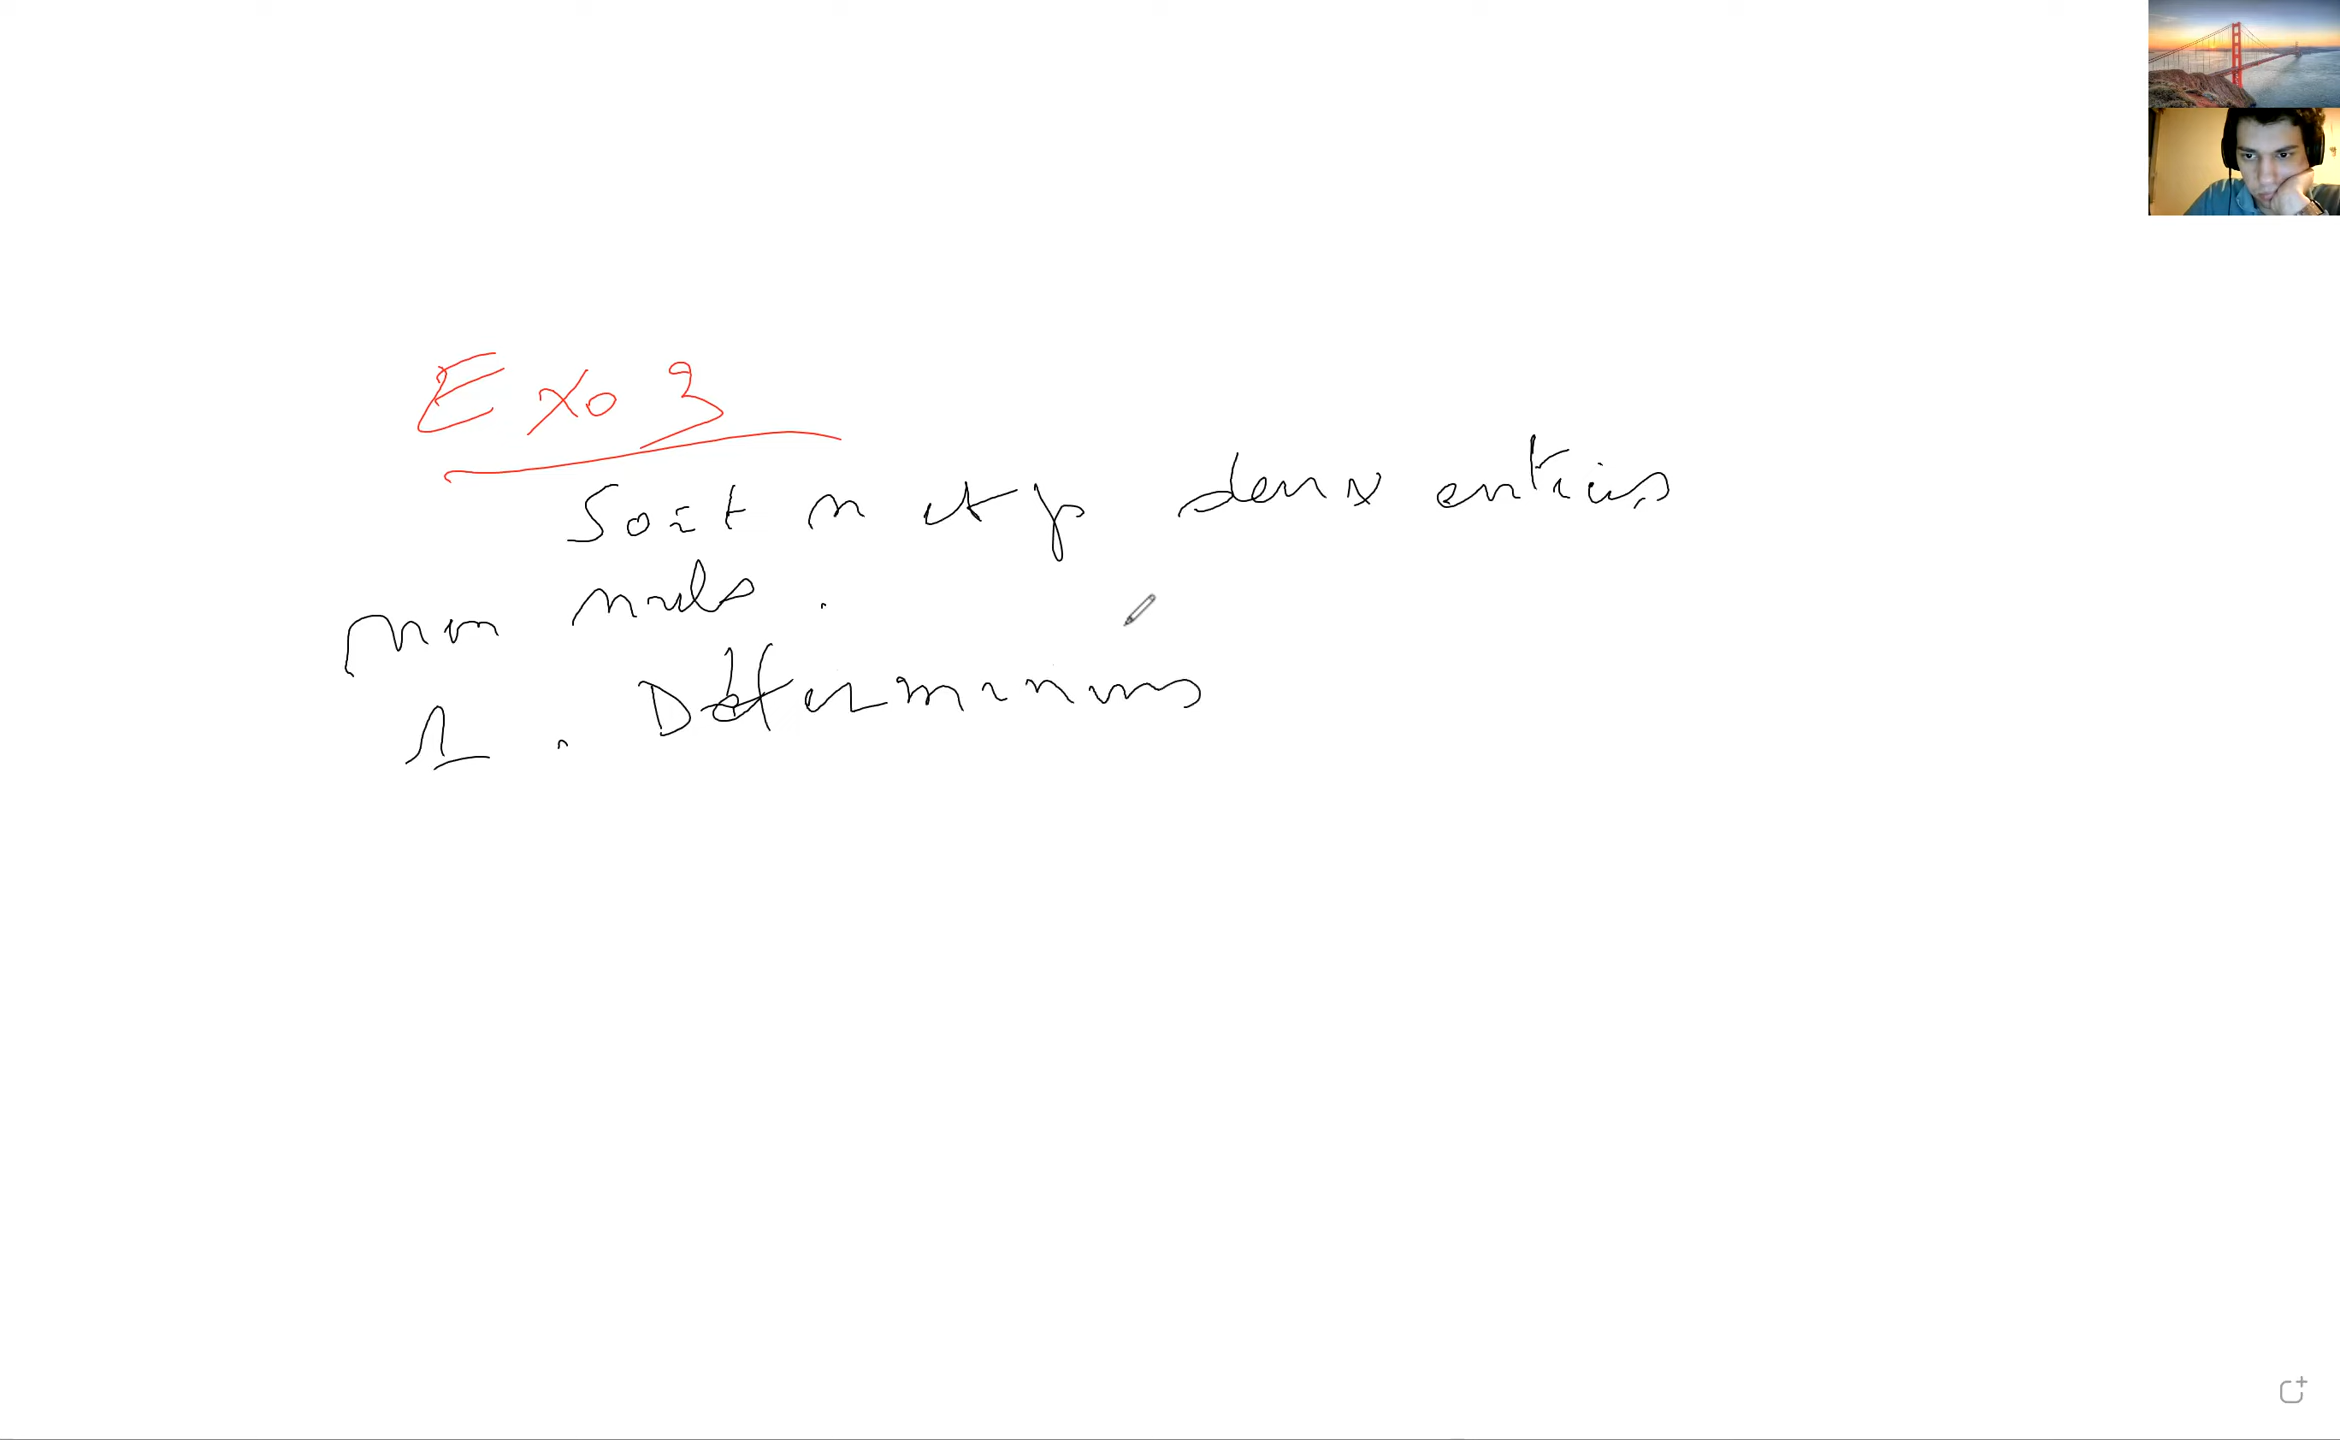 Exo 3
Soit n et p deux entiers
non nuls.
1. Déterminons